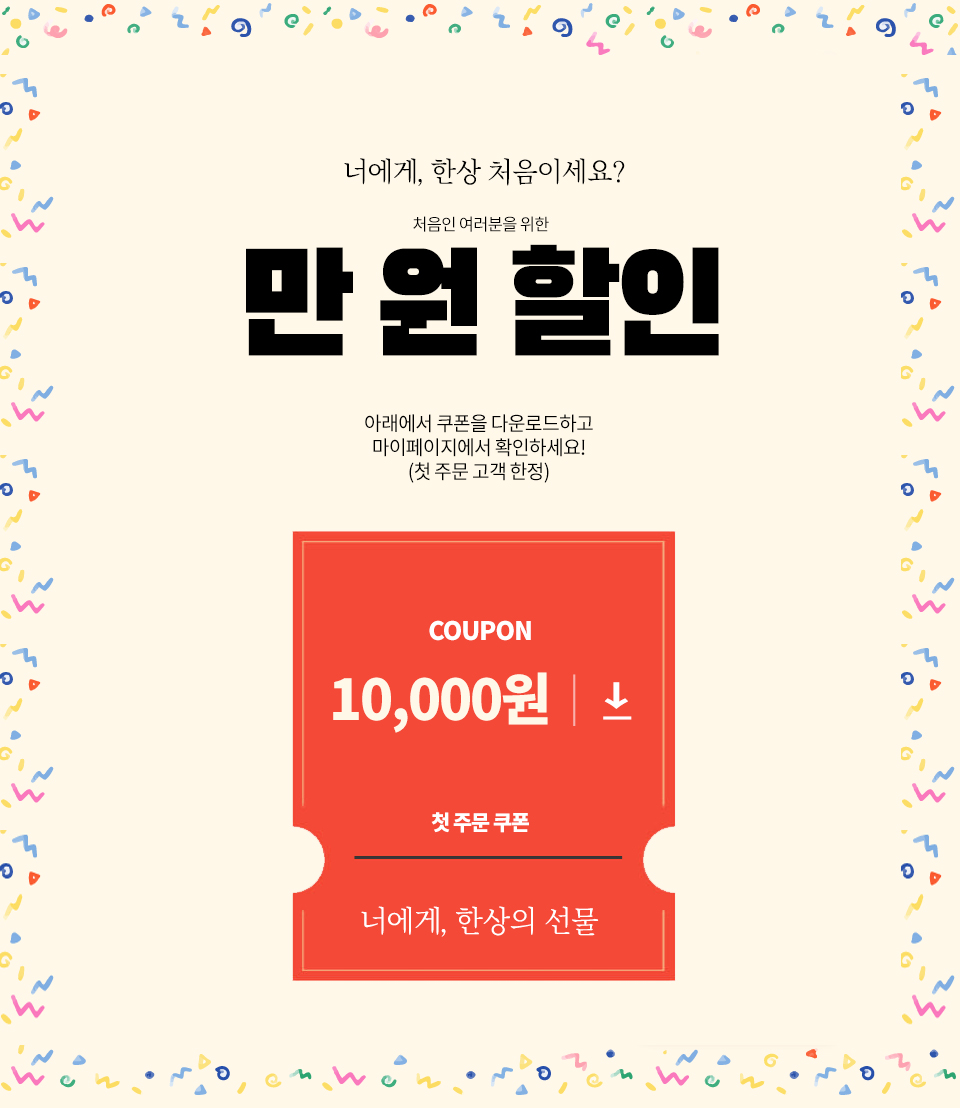 너에게, 한상 처음이세요?
처음인 여러분을 위한
만 원 할인
아래에서 쿠폰을 다운로드하고
마이페이지에서 확인하세요!
(첫 주문 고객 한정)
COUPON
10,000원
첫 주문 쿠폰
너에게, 한상의 선물